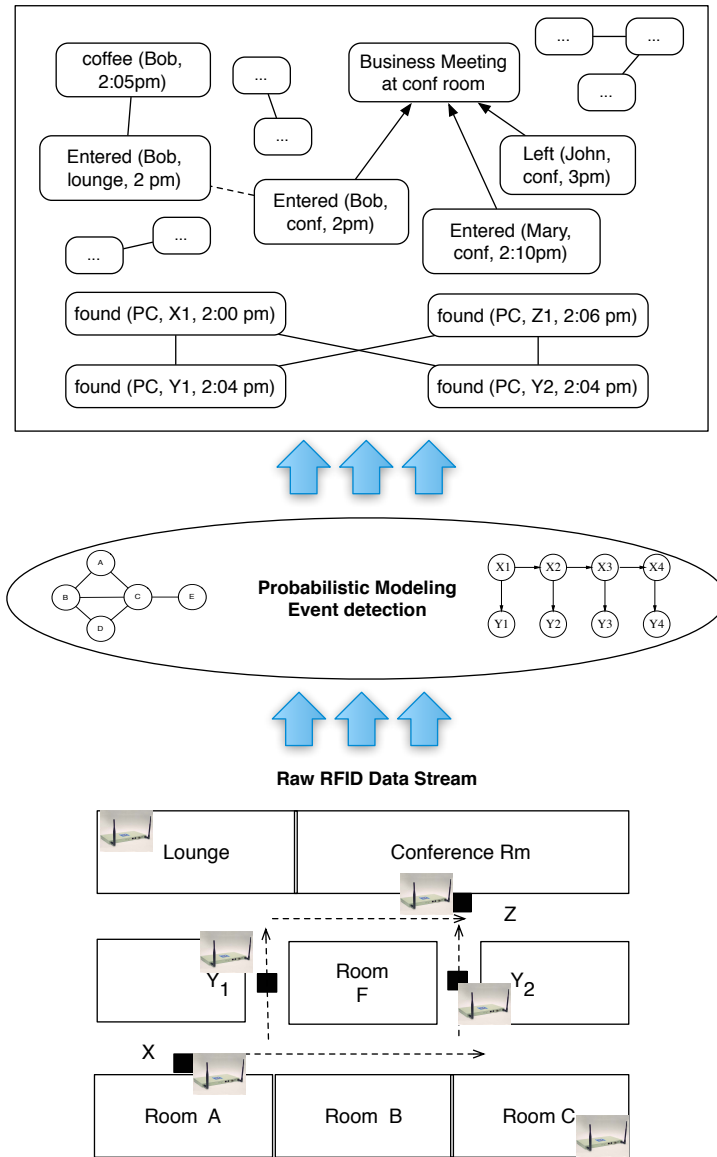 coffee (Bob,
2:05pm)
...
...
Business Meeting
at conf room
...
...
...
Entered (Bob,
lounge, 2 pm)
Left (John,
conf, 3pm)
Entered (Bob,
conf, 2pm)
Entered (Mary,
conf, 2:10pm)
...
...
found (PC, X1, 2:00 pm)
found (PC, Z1, 2:06 pm)
found (PC, Y1, 2:04 pm)
found (PC, Y2, 2:04 pm)
A
B
C
E
D
Probabilistic Modeling
Event detection
X1
X2
X3
X4
Y1
Y2
Y3
Y4
Raw RFID Data Stream
Lounge
Conference Rm
Z
Y1
Room
F
Y2
X
Room A
Room B
Room C